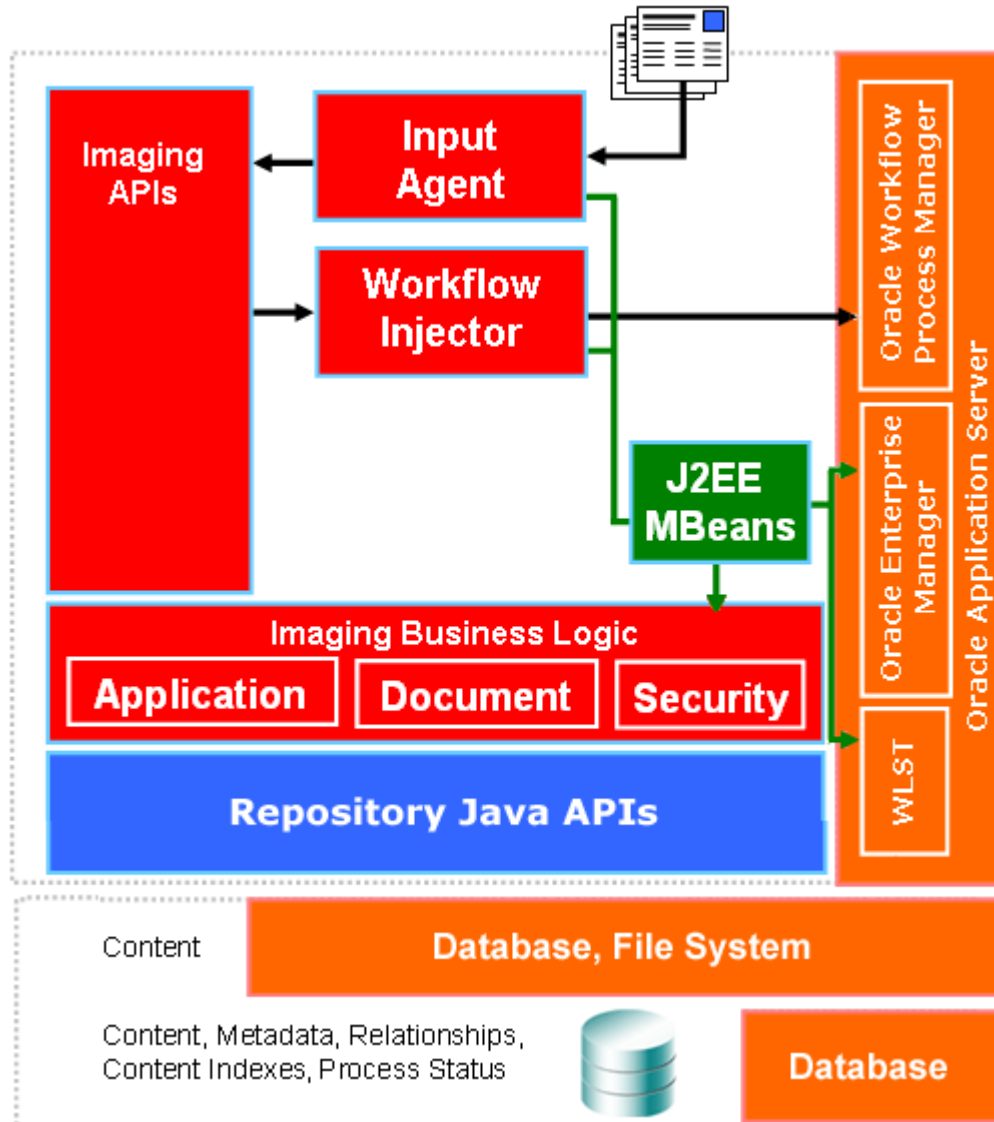 Imaging
APIs
Input
Agent
Workflow
Injector
J2EE
MBeans
Oracle Workflow
Process Manager
Oracle Enterprise
Manager
WLST
Oracle Application Server
Imaging Business Logic
Application
Document
Security
Repository Java APIs
Content
Database, File System
Content, Metadata, Relationships,
Content Indexes, Process Status
Database